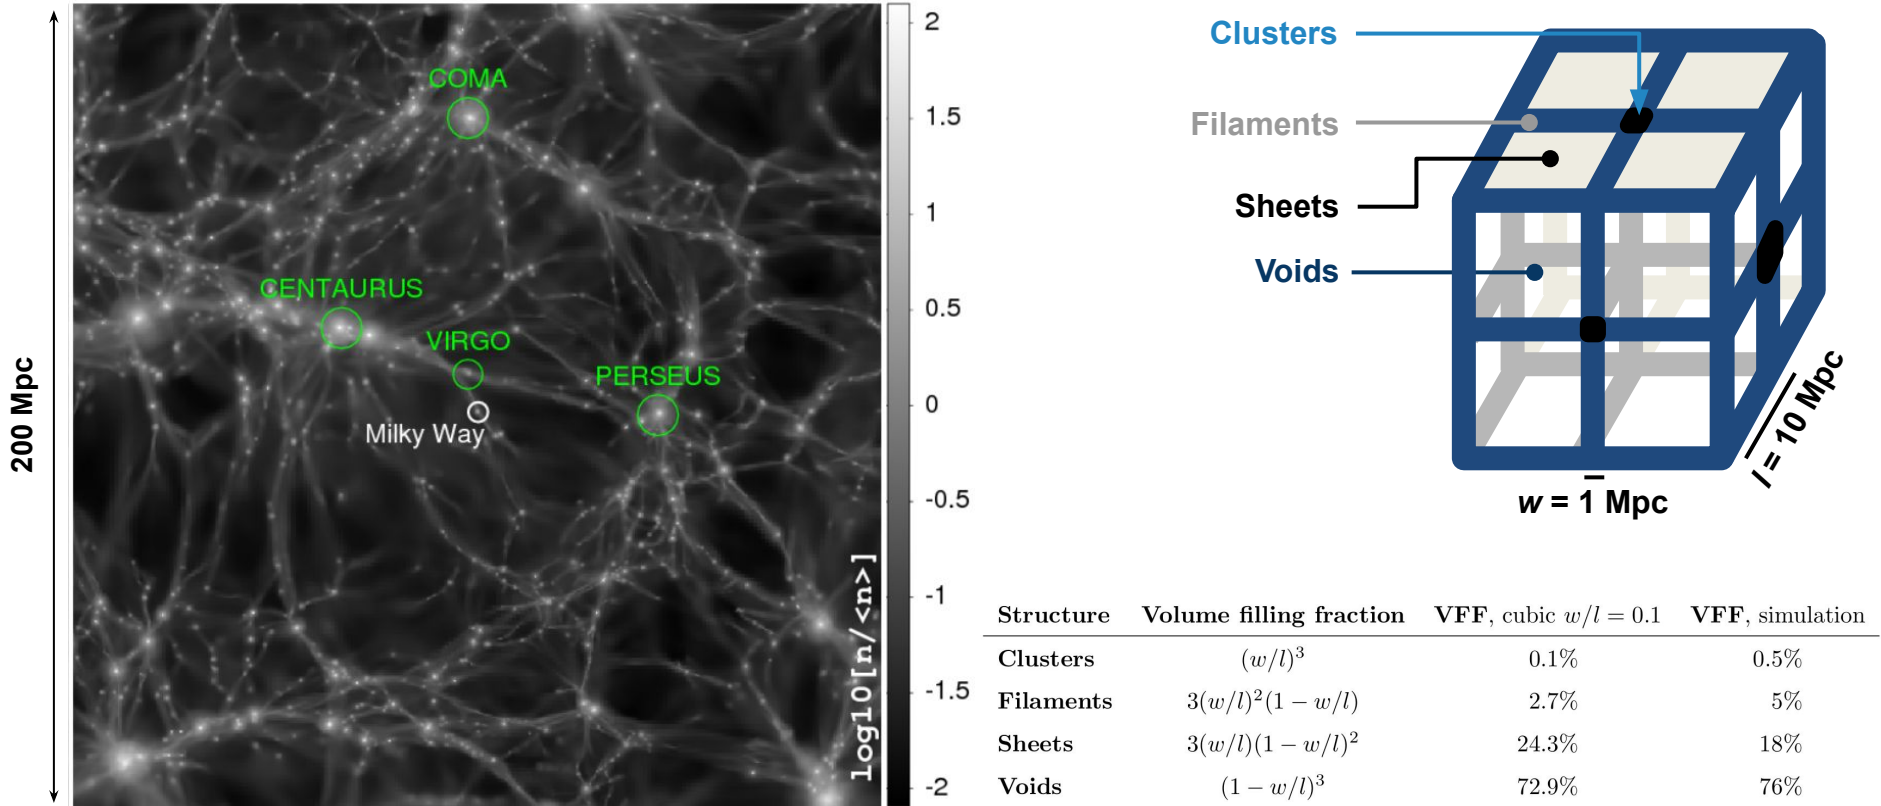 200 Mpc
COMA
CENTAURUS
VIRGO
PERSEUS
Milky Way
log10[n/<n>]
2
1.5
1
0.5
0
-0.5
-1
-1.5
-2
Clusters
Filaments
Sheets
Voids
l = 10 Mpc
w = 1 Mpc
Structure Volume filling fraction VFF, cubic w/l = 0.1 VFF, simulation
Clusters (w/l)³ 0.1% 0.5%
Filaments 3(w/l)²(1 − w/l) 2.7% 5%
Sheets 3(w/l)(1 − w/l)² 24.3% 18%
Voids (1 − w/l)³ 72.9% 76%